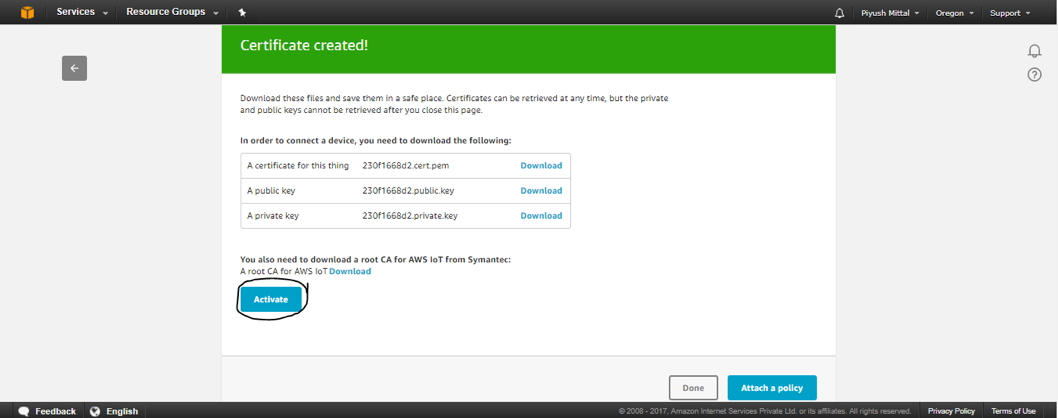 Services Resource Groups Piyush Mittal Oregon Support
Certificate created!
Download these files and save them in a safe place. Certificates can be retrieved at any time, but the private
and public keys cannot be retrieved after you close this page.
In order to connect a device, you need to download the following:
A certificate for this thing 230f1668d2.cert.pem Download
A public key 230f1668d2.public.key Download
A private key 230f1668d2.private.key Download
You also need to download a root CA for AWS IoT from Symantec:
A root CA for AWS IoT Download
Activate
Done Attach a policy
Feedback English © 2008 - 2017, Amazon Internet Services Private Ltd. or its affiliates. All rights reserved. Privacy Policy Terms of Use